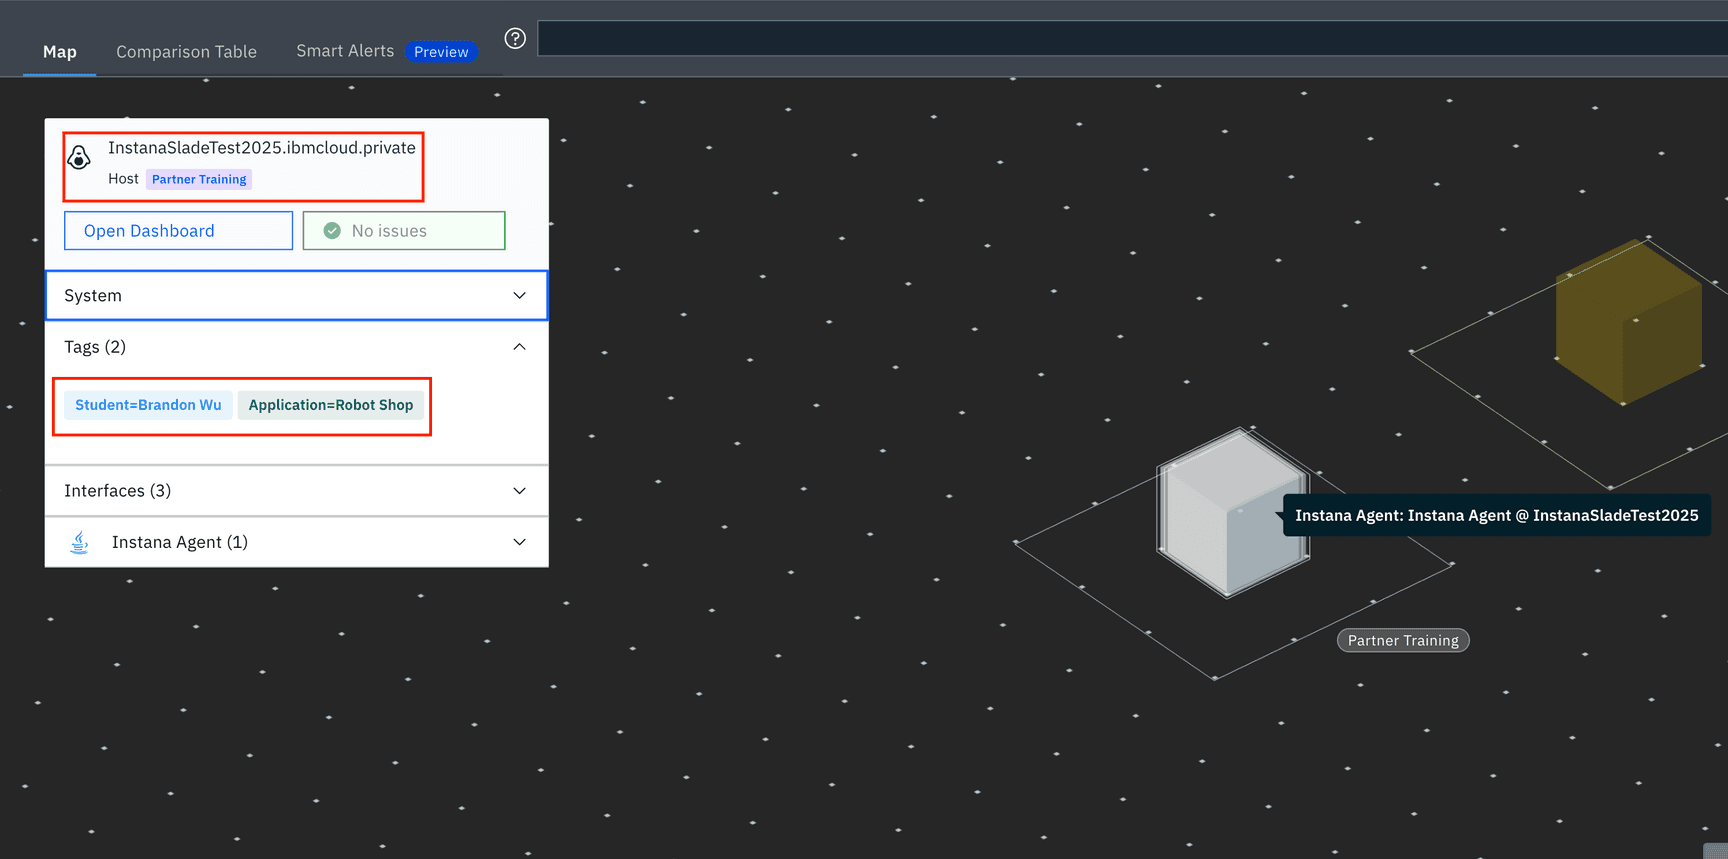 Map
Comparison Table
Smart Alerts
Preview
?
InstanaSladeTest2025.ibmcloud.private
Host
Partner Training
Open Dashboard
No issues
System
Tags (2)
Student=Brandon Wu
Application=Robot Shop
Interfaces (3)
Instana Agent (1)
Instana Agent: Instana Agent @ InstanaSladeTest2025
Partner Training